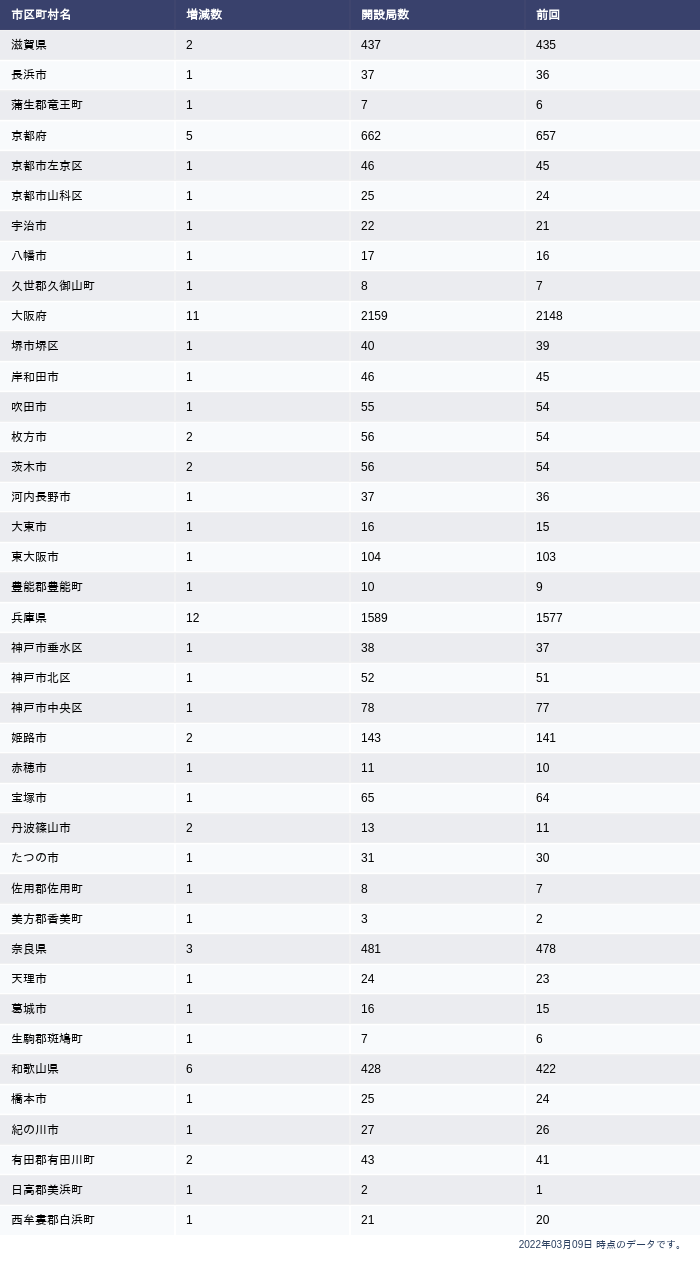 市区町村名 増減数 開設局数 前回
滋賀県 2 437 435
長浜市 1 37 36
蒲生郡竜王町 1 7 6
京都府 5 662 657
京都市左京区 1 46 45
京都市山科区 1 25 24
宇治市 1 22 21
八幡市 1 17 16
久世郡久御山町 1 8 7
大阪府 11 2159 2148
堺市堺区 1 40 39
岸和田市 1 46 45
吹田市 1 55 54
枚方市 2 56 54
茨木市 2 56 54
河内長野市 1 37 36
大東市 1 16 15
東大阪市 1 104 103
豊能郡豊能町 1 10 9
兵庫県 12 1589 1577
神戸市垂水区 1 38 37
神戸市北区 1 52 51
神戸市中央区 1 78 77
姫路市 2 143 141
赤穂市 1 11 10
宝塚市 1 65 64
丹波篠山市 2 13 11
たつの市 1 31 30
佐用郡佐用町 1 8 7
美方郡香美町 1 3 2
奈良県 3 481 478
天理市 1 24 23
葛城市 1 16 15
生駒郡斑鳩町 1 7 6
和歌山県 6 428 422
橋本市 1 25 24
紀の川市 1 27 26
有田郡有田川町 2 43 41
日高郡美浜町 1 2 1
西牟婁郡白浜町 1 21 20
2022年03月09日 時点のデータです。